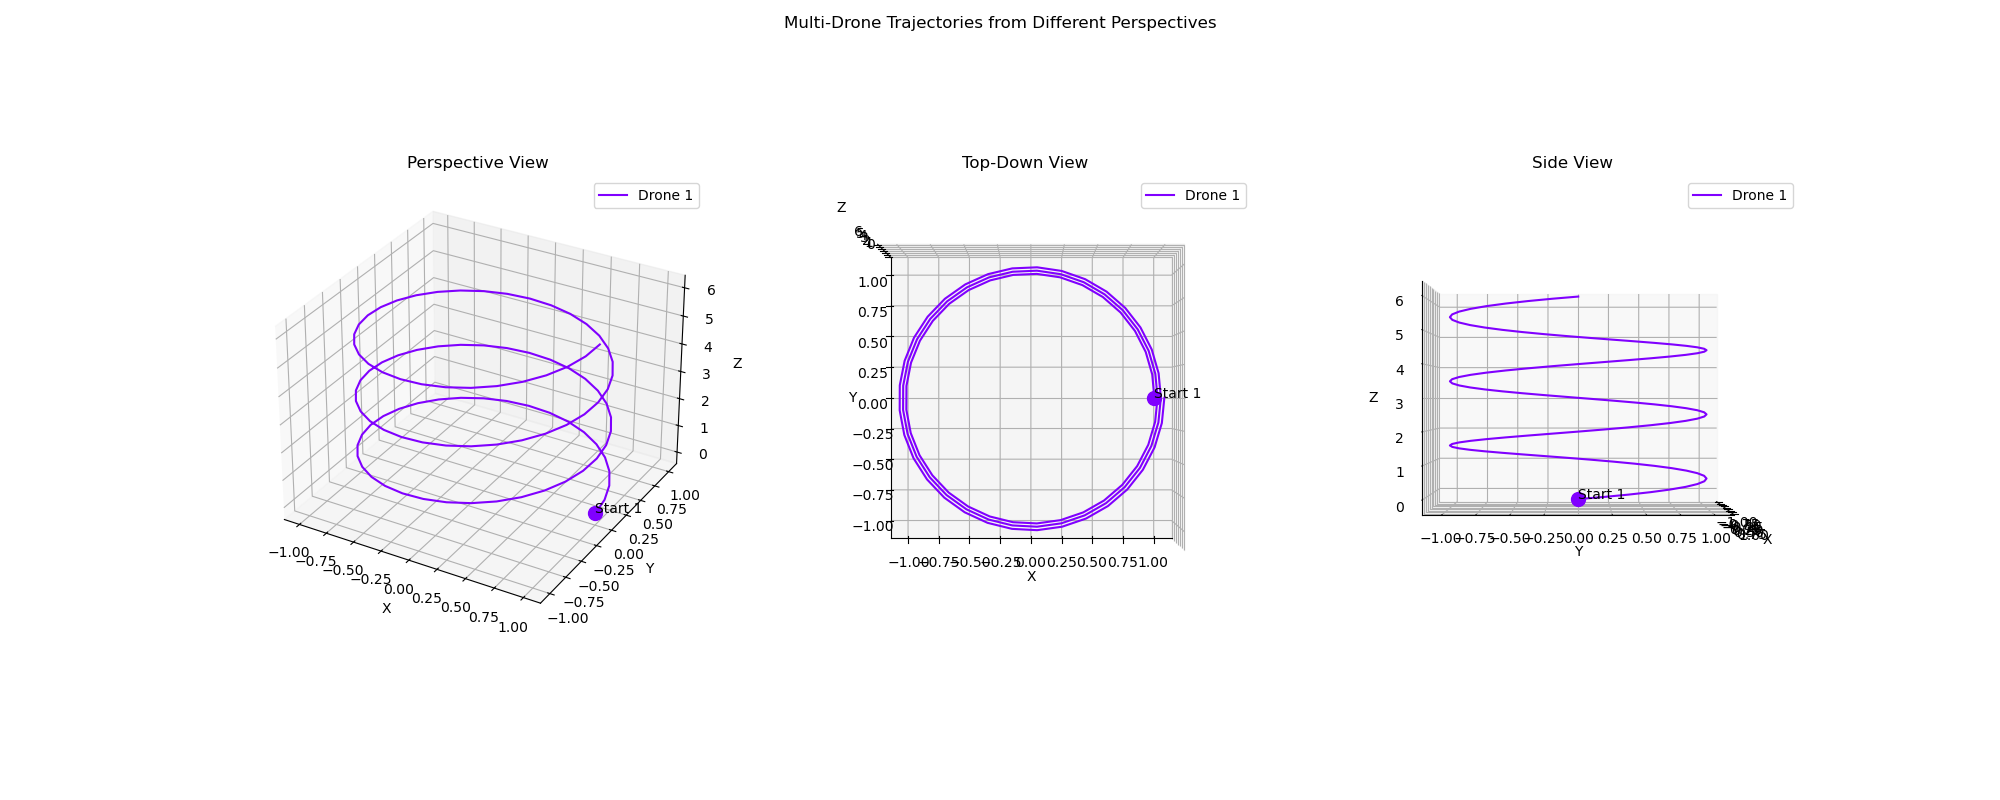 Multi-Drone Trajectories from Different Perspectives
Perspective View
Drone 1
6
5
4
3
2
1
0
Z
Start 1
1.00
0.75
0.50
0.25
0.00
−0.25
−0.50
−0.75
−1.00
Y
−1.00
−0.75
−0.50
−0.25
0.00
0.25
0.50
0.75
1.00
X
Top-Down View
Drone 1
Z
6
0
1.00
0.75
0.50
0.25
0.00
−0.25
−0.50
−0.75
−1.00
Y
Start 1
−1.00 −0.75 −0.50 −0.25 0.00 0.25 0.50 0.75 1.00
X
Side View
Drone 1
6
5
4
3
2
1
0
Z
Start 1
−1.00 −0.75 −0.50 −0.25 0.00 0.25 0.50 0.75 1.00
Y
X